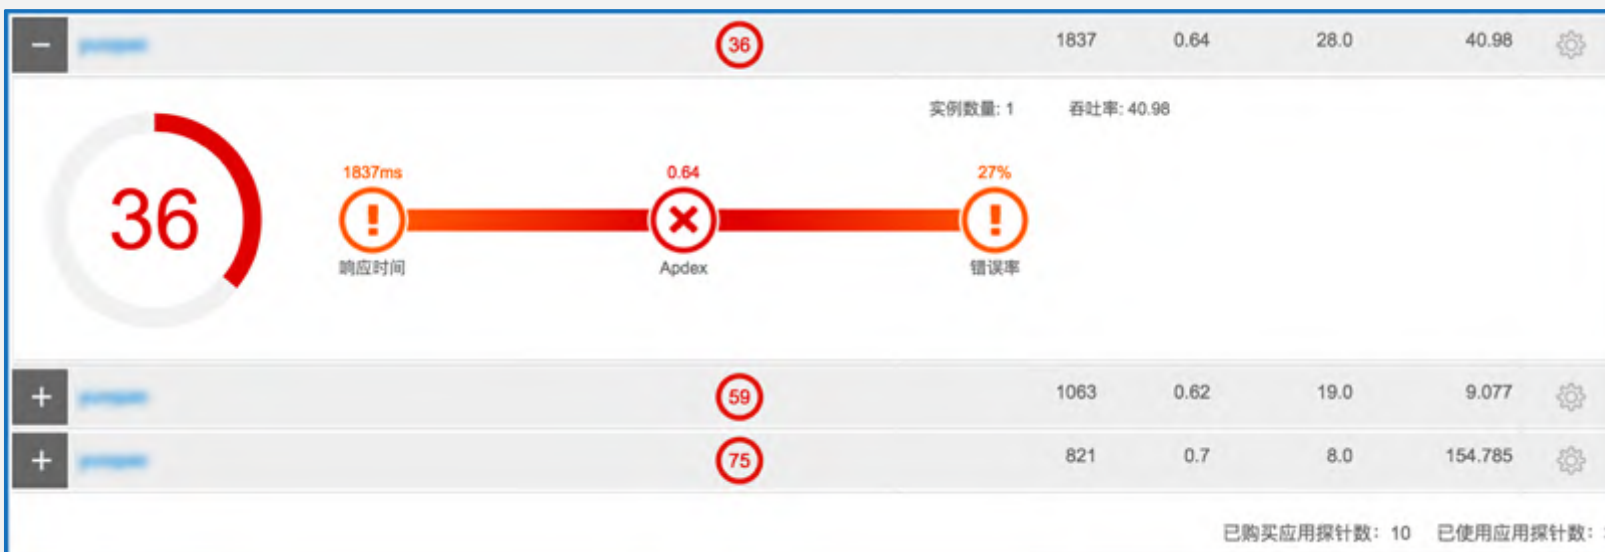 36 1837 0.64 28.0 40.98
实例数量: 1 吞吐率: 40.98
1837ms 0.64 27%
36
响应时间 Apdex 错误率
59 1063 0.62 19.0 9.077
75 821 0.7 8.0 154.785
已购买应用探针数: 10 已使用应用探针数: